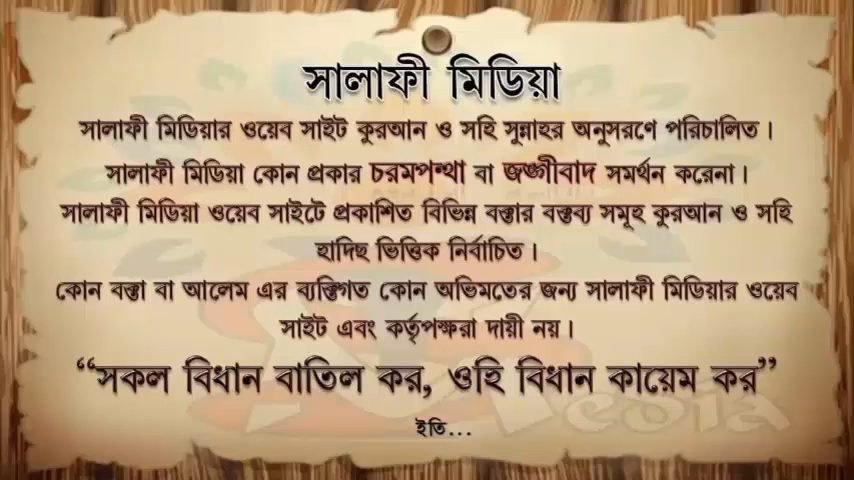 সালাফী মিডিয়া
সালাফী মিডিয়ার ওয়েব সাইট কুরআন ও সহি সুন্নাহর অনুসরণে পরিচালিত।
সালাফী মিডিয়া কোন প্রকার চরমপন্থা বা জঙ্গীবাদ সমর্থন করেনা।
সালাফী মিডিয়া ওয়েব সাইটে প্রকাশিত বিভিন্ন বক্তার বক্তব্য সমূহ কুরআন ও সহি
হাদিছ ভিত্তিক নির্বাচিত।
কোন বক্তা বা আলেম এর ব্যক্তিগত কোন অভিমতের জন্য সালাফী মিডিয়ার ওয়েব
সাইট এবং কর্তৃপক্ষরা দায়ী নয়।
“সকল বিধান বাতিল কর, ওহি বিধান কায়েম কর”
ইতি...